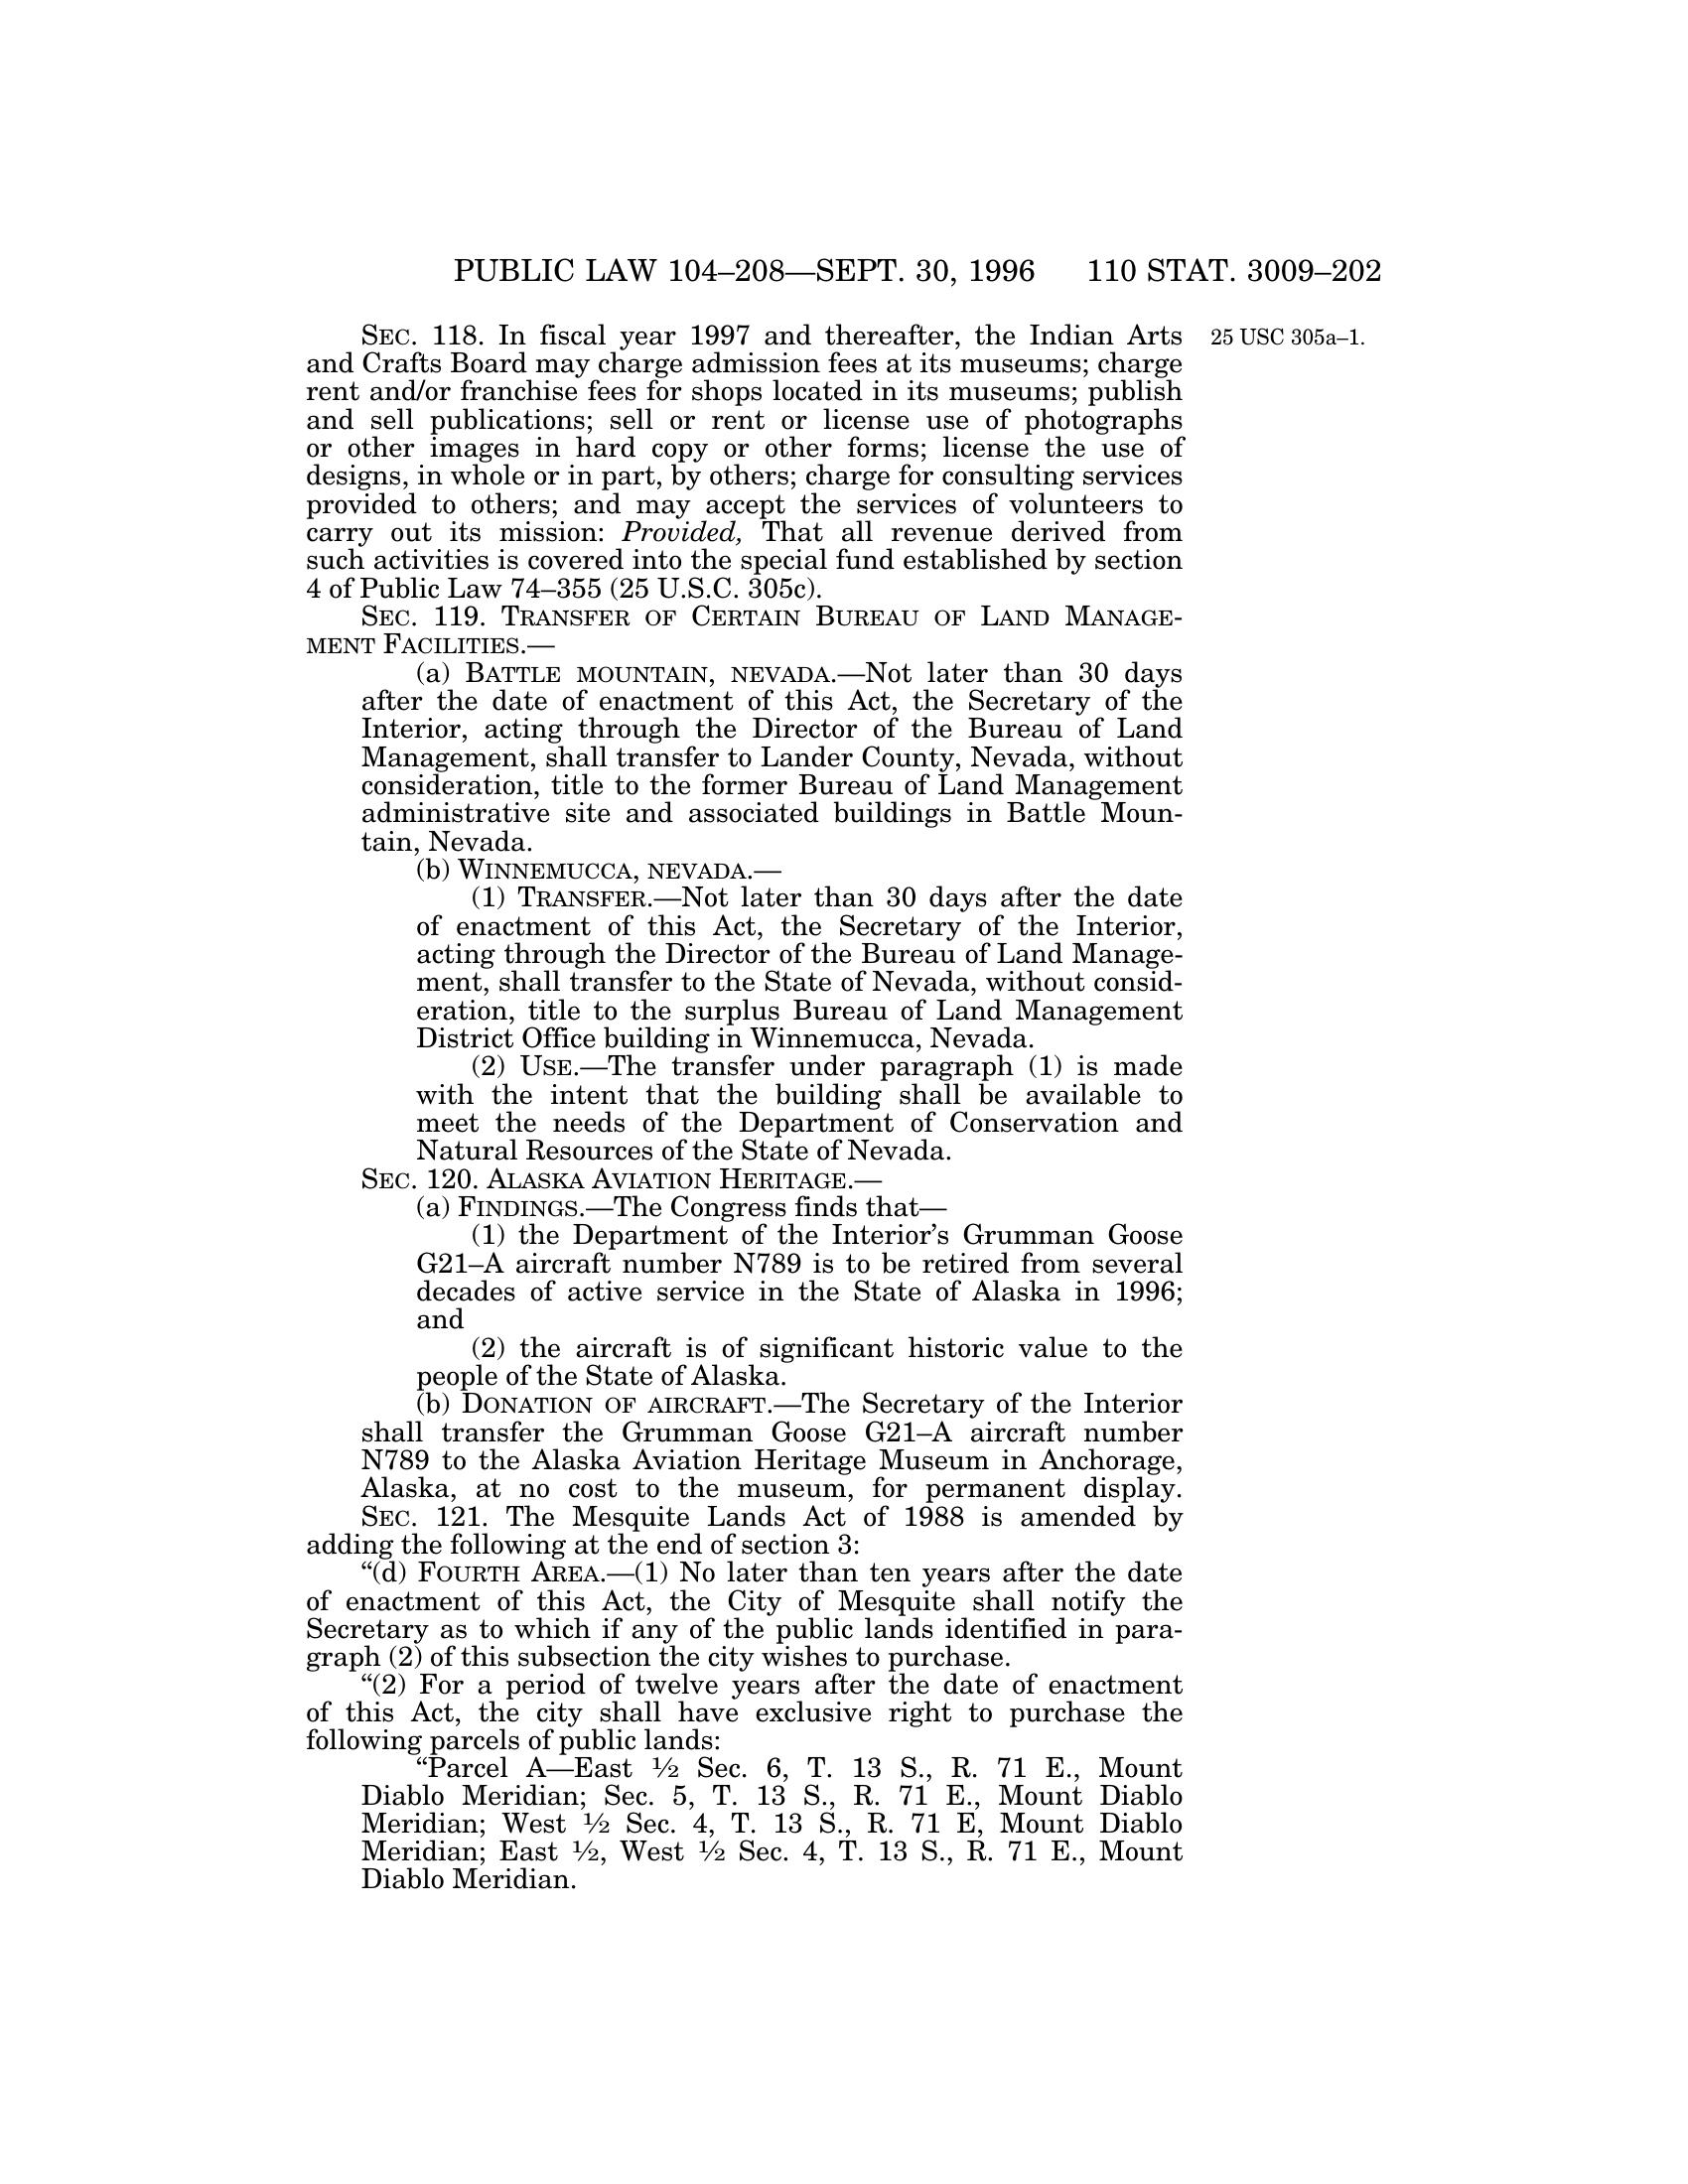 PUBLIC LAW 104–208—SEPT. 30, 1996 110 STAT. 3009–202
SEC. 118. In fiscal year 1997 and thereafter, the Indian Arts
25 USC 305a–1.
and Crafts Board may charge admission fees at its museums; charge
rent and/or franchise fees for shops located in its museums; publish
and sell publications; sell or rent or license use of photographs
or other images in hard copy or other forms; license the use of
designs, in whole or in part, by others; charge for consulting services
provided to others; and may accept the services of volunteers to
carry out its mission: Provided, That all revenue derived from
such activities is covered into the special fund established by section
4 of Public Law 74–355 (25 U.S.C. 305c).
SEC. 119. TRANSFER OF CERTAIN BUREAU OF LAND MANAGE-
MENT FACILITIES.—
(a) BATTLE MOUNTAIN, NEVADA.—Not later than 30 days
after the date of enactment of this Act, the Secretary of the
Interior, acting through the Director of the Bureau of Land
Management, shall transfer to Lander County, Nevada, without
consideration, title to the former Bureau of Land Management
administrative site and associated buildings in Battle Moun-
tain, Nevada.
(b) WINNEMUCCA, NEVADA.—
(1) TRANSFER.—Not later than 30 days after the date
of enactment of this Act, the Secretary of the Interior,
acting through the Director of the Bureau of Land Manage-
ment, shall transfer to the State of Nevada, without consid-
eration, title to the surplus Bureau of Land Management
District Office building in Winnemucca, Nevada.
(2) USE.—The transfer under paragraph (1) is made
with the intent that the building shall be available to
meet the needs of the Department of Conservation and
Natural Resources of the State of Nevada.
SEC. 120. ALASKA AVIATION HERITAGE.—
(a) FINDINGS.—The Congress finds that—
(1) the Department of the Interior’s Grumman Goose
G21–A aircraft number N789 is to be retired from several
decades of active service in the State of Alaska in 1996;
and
(2) the aircraft is of significant historic value to the
people of the State of Alaska.
(b) DONATION OF AIRCRAFT.—The Secretary of the Interior
shall transfer the Grumman Goose G21–A aircraft number
N789 to the Alaska Aviation Heritage Museum in Anchorage,
Alaska, at no cost to the museum, for permanent display.
SEC. 121. The Mesquite Lands Act of 1988 is amended by
adding the following at the end of section 3:
“(d) FOURTH AREA.—(1) No later than ten years after the date
of enactment of this Act, the City of Mesquite shall notify the
Secretary as to which if any of the public lands identified in para-
graph (2) of this subsection the city wishes to purchase.
“(2) For a period of twelve years after the date of enactment
of this Act, the city shall have exclusive right to purchase the
following parcels of public lands:
“Parcel A—East ½ Sec. 6, T. 13 S., R. 71 E., Mount
Diablo Meridian; Sec. 5, T. 13 S., R. 71 E., Mount Diablo
Meridian; West ½ Sec. 4, T. 13 S., R. 71 E, Mount Diablo
Meridian; East ½, West ½ Sec. 4, T. 13 S., R. 71 E., Mount
Diablo Meridian.